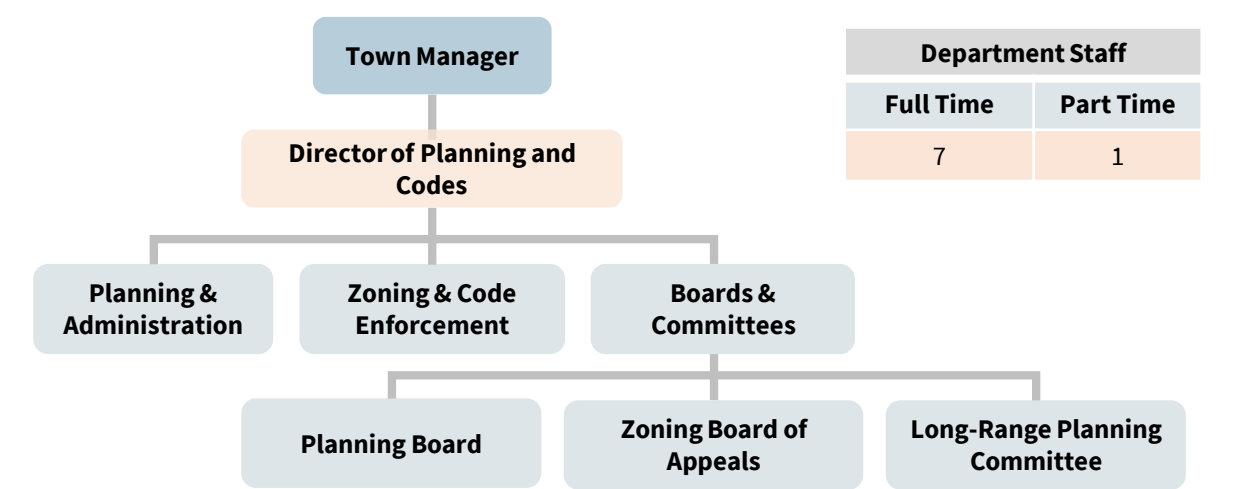 Town Manager
Department Staff
Full Time Part Time
7 1
Director of Planning and
Codes
Planning &
Administration
Zoning & Code
Enforcement
Boards &
Committees
Planning Board
Zoning Board of
Appeals
Long-Range Planning
Committee